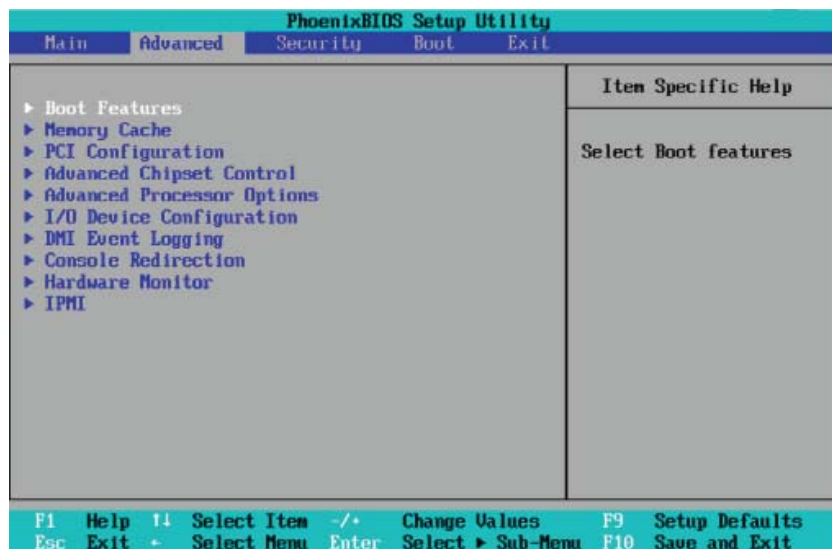 PhoenixBIOS Setup Utility
Main Advanced Security Boot Exit
Item Specific Help
▶ Boot Features
▶ Memory Cache
▶ PCI Configuration
▶ Advanced Chipset Control
▶ Advanced Processor Options
▶ I/O Device Configuration
▶ DMI Event Logging
▶ Console Redirection
▶ Hardware Monitor
▶ IPMI
Select Boot features
F1 Help ↑↓ Select Item -/+ Change Values F9 Setup Defaults
Esc Exit ← Select Menu Enter Select ▶ Sub-Menu F10 Save and Exit